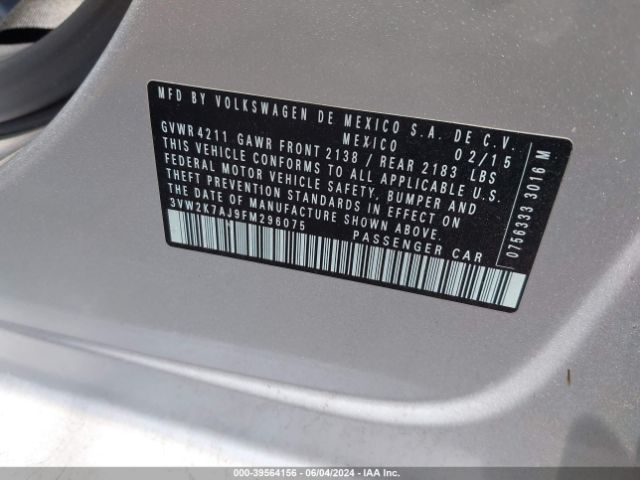 MFD BY VOLKSWAGEN DE MEXICO S.A. DE C.V.
MEXICO 02/15
GVWR 4211 GAWR FRONT 2138 / REAR 2183 LBS
THIS VEHICLE CONFORMS TO ALL APPLICABLE U.S.
FEDERAL MOTOR VEHICLE SAFETY, BUMPER AND
THEFT PREVENTION STANDARDS IN EFFECT ON
THE DATE OF MANUFACTURE SHOWN ABOVE.
3VW2K7AJ9FM296075 PASSENGER CAR
0756333 3016 M
000-39564156 - 06/04/2024 - IAA Inc.